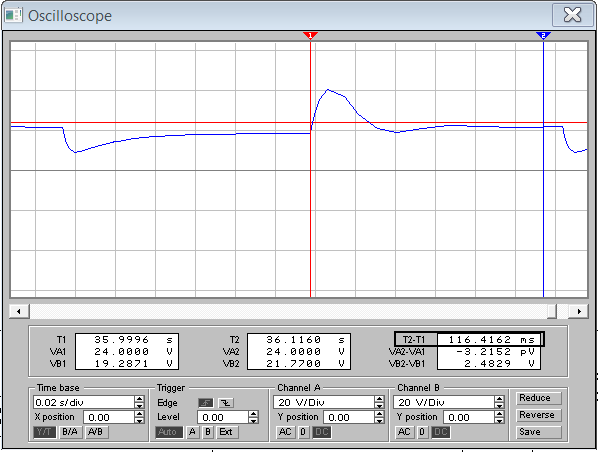 Oscilloscope
1 2
T1 35.9996 s T2 36.1160 s T2-T1 116.4162 ms
VA1 24.0000 V VA2 24.0000 V VA2-VA1 -3.2152 pV
VB1 19.2871 V VB2 21.7700 V VB2-VB1 2.4829 V
Time base Trigger Channel A Channel B Reduce
0.02 s/div Edge 20 V/Div 20 V/Div Reverse
X position 0.00 Level 0.00 Y position 0.00 Y position 0.00
Y/T B/A A/B Auto A B Ext AC 0 DC AC 0 DC Save